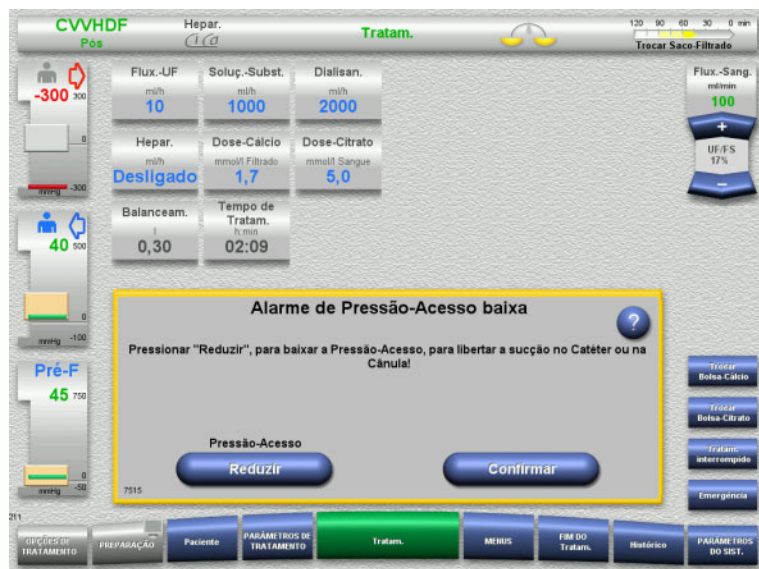 CVVHDF
Pós
Hepar.
CiCa
Tratam.
120 90 60 30 0 min
Trocar Saco-Filtrado
-300
300
0
-300
mmHg
40
500
0
-100
mmHg
Pré-F
45
750
0
-50
mmHg
Flux.-UF
ml/h
10
Soluç.-Subst.
ml/h
1000
Dialisan.
ml/h
2000
Hepar.
ml/h
Desligado
Dose-Cálcio
mmol/l Filtrado
1,7
Dose-Citrato
mmol/l Sangue
5,0
Balanceam.
l
0,30
Tempo de
Tratam.
h:min
02:09
Flux.-Sang.
ml/min
100
+
UF/FS
17%
−
Alarme de Pressão-Acesso baixa
?
Pressionar "Reduzir", para baixar a Pressão-Acesso, para libertar a sucção no Catéter ou na
Cânula!
Pressão-Acesso
Reduzir
Confirmar
7515
Trocar
Bolsa-Cálcio
Trocar
Bolsa-Citrato
Tratam.
interrompido
Emergência
211
OPÇÕES DE
TRATAMENTO
PREPARAÇÃO
Paciente
PARÂMETROS DE
TRATAMENTO
Tratam.
MENUS
FIM DO
Tratam.
Histórico
PARÂMETROS
DO SIST.